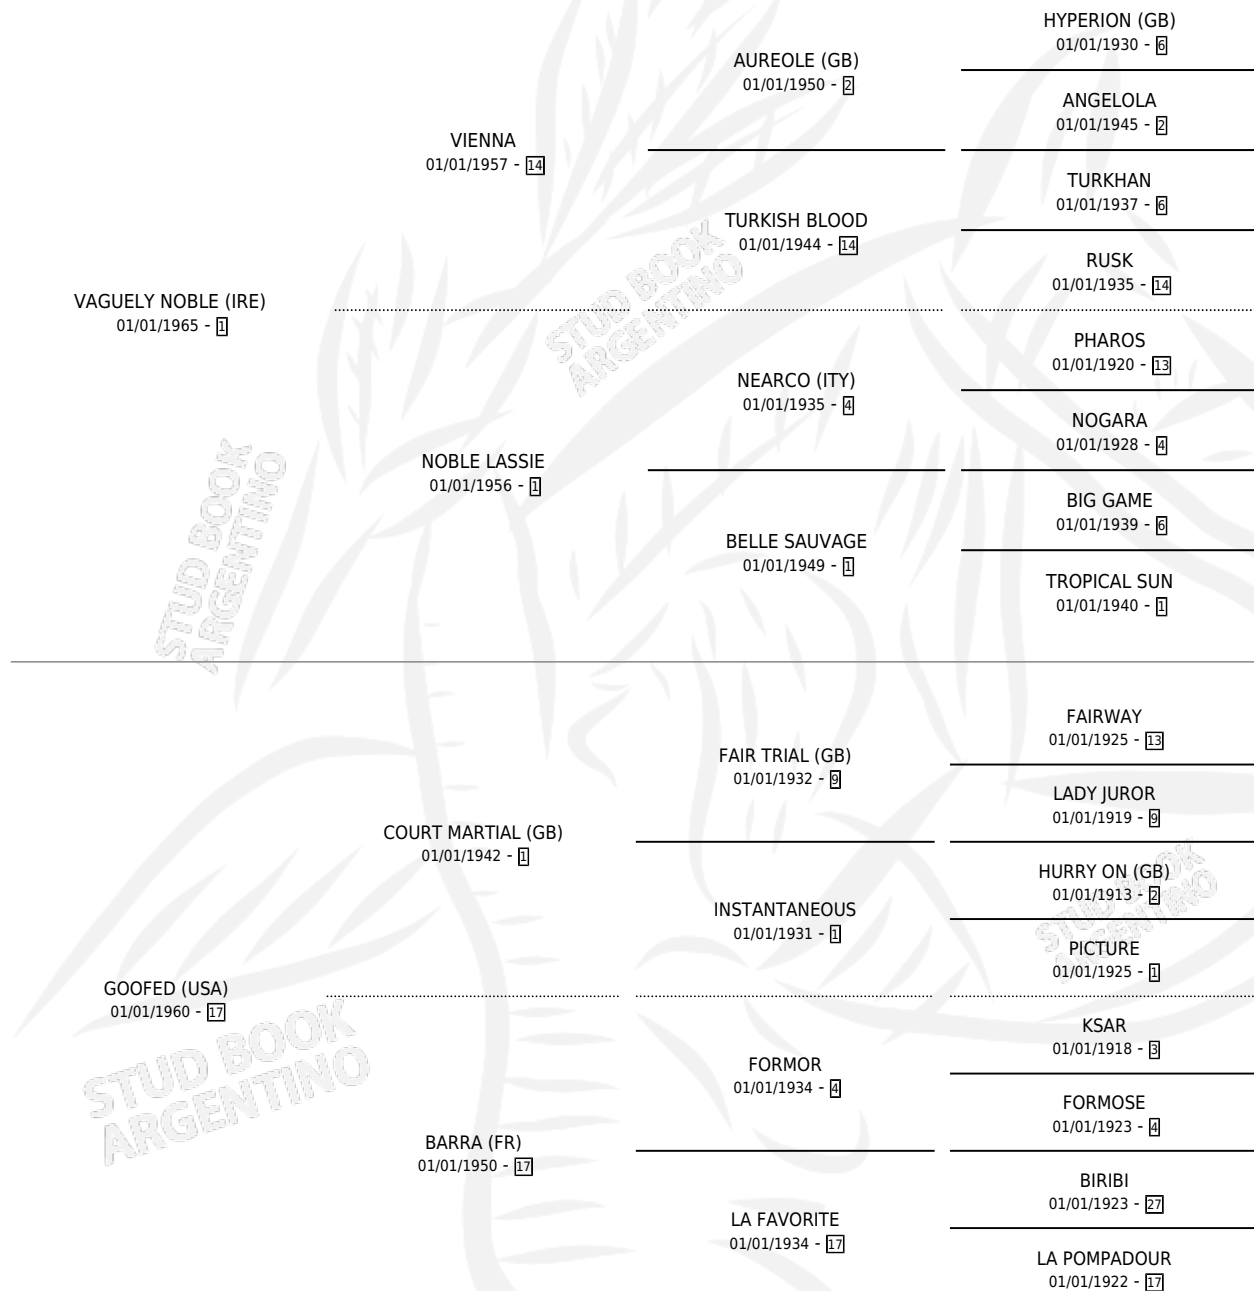 VAGUELY NOBLE (IRE)
01/01/1965 - 1
VIENNA
01/01/1957 - 14
AUREOLE (GB)
01/01/1950 - 2
HYPERION (GB)
01/01/1930 - 6
ANGELOLA
01/01/1945 - 2
TURKISH BLOOD
01/01/1944 - 14
TURKHAN
01/01/1937 - 6
RUSK
01/01/1935 - 14
NOBLE LASSIE
01/01/1956 - 1
NEARCO (ITY)
01/01/1935 - 4
PHAROS
01/01/1920 - 13
NOGARA
01/01/1928 - 4
BELLE SAUVAGE
01/01/1949 - 1
BIG GAME
01/01/1939 - 6
TROPICAL SUN
01/01/1940 - 1
GOOFED (USA)
01/01/1960 - 17
COURT MARTIAL (GB)
01/01/1942 - 1
FAIR TRIAL (GB)
01/01/1932 - 9
FAIRWAY
01/01/1925 - 13
LADY JUROR
01/01/1919 - 9
INSTANTANEOUS
01/01/1931 - 1
HURRY ON (GB)
01/01/1913 - 2
PICTURE
01/01/1925 - 1
BARRA (FR)
01/01/1950 - 17
FORMOR
01/01/1934 - 4
KSAR
01/01/1918 - 3
FORMOSE
01/01/1923 - 4
LA FAVORITE
01/01/1934 - 17
BIRIBI
01/01/1923 - 27
LA POMPADOUR
01/01/1922 - 17
STUD BOOK
ARGENTINO
STUD BOOK
ARGENTINO
STUD BOOK
ARGENTINO
STUD BOOK
ARGENTINO